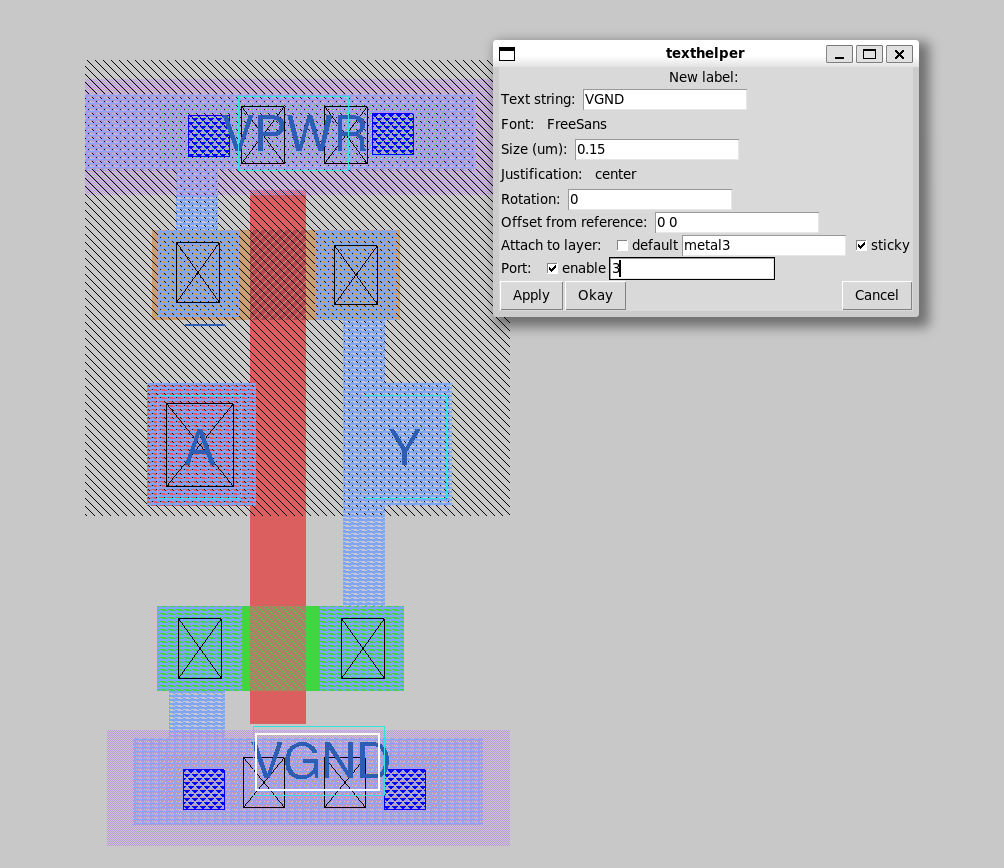 texthelper
New label:
Text string: VGND
Font: FreeSans
Size (um): 0.15
Justification: center
Rotation: 0
Offset from reference: 0 0
Attach to layer: default metal3 sticky
Port: enable 3
Apply Okay Cancel
VPWR
A Y
VGND